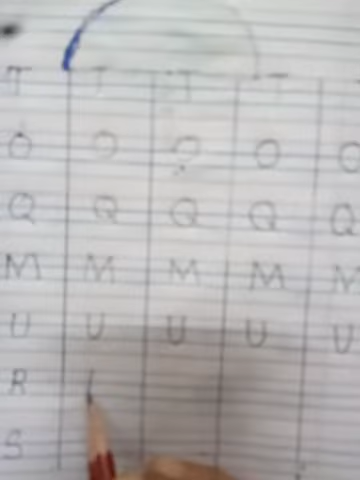 T T T T
O O O O O
Q Q Q Q Q
M M M M M
U U U U U
R
S